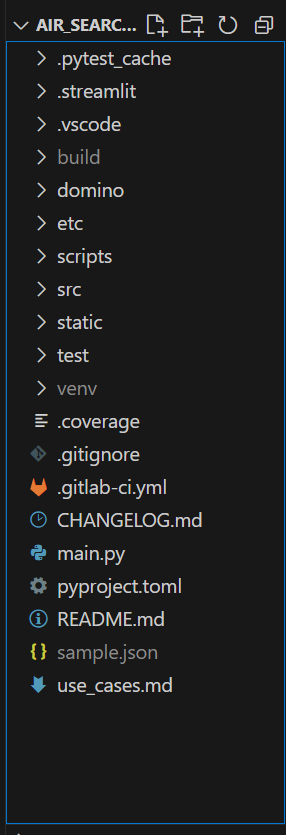 AIR_SEARC...
.pytest_cache
.streamlit
.vscode
build
domino
etc
scripts
src
static
test
venv
.coverage
.gitignore
.gitlab-ci.yml
CHANGELOG.md
main.py
pyproject.toml
README.md
{} sample.json
use_cases.md